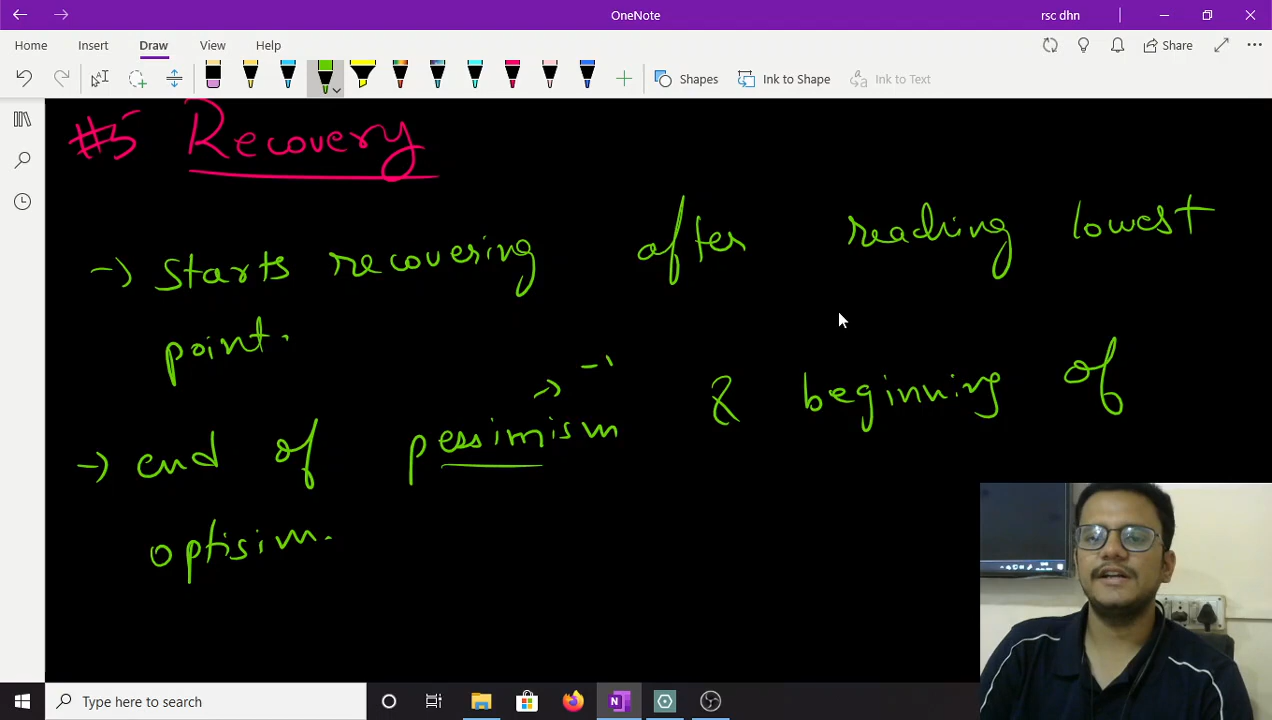 OneNote
rsc dhn
Home Insert Draw View Help
Share
Shapes Ink to Shape Ink to Text
#5 Recovery
-> Starts recovering after reaching lowest
point.
-> end of pessimism & beginning of
optisim.
Type here to search